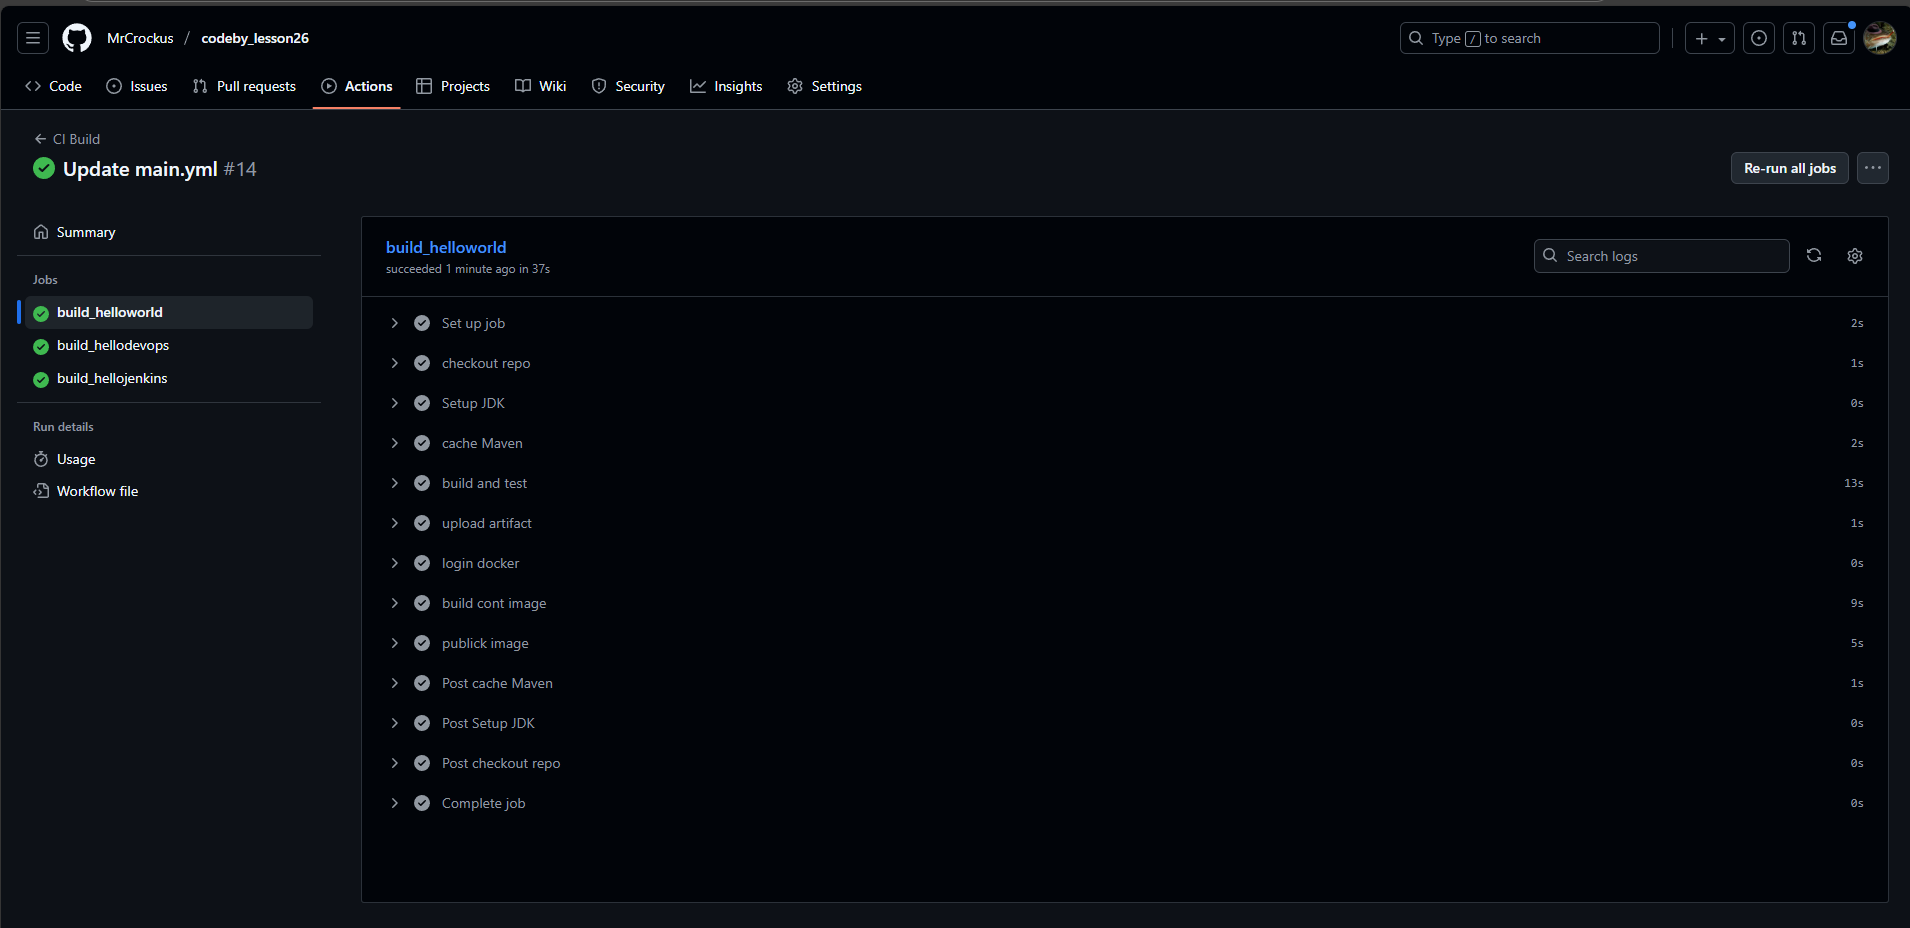 MrCrockus / codeby_lesson26
Type / to search
Code Issues Pull requests Actions Projects Wiki Security Insights Settings
CI Build
Update main.yml #14
Re-run all jobs
Summary
Jobs
build_helloworld
build_hellodevops
build_hellojenkins
Run details
Usage
Workflow file
build_helloworld
succeeded 1 minute ago in 37s
Search logs
Set up job 2s
checkout repo 1s
Setup JDK 0s
cache Maven 2s
build and test 13s
upload artifact 1s
login docker 0s
build cont image 9s
publick image 5s
Post cache Maven 1s
Post Setup JDK 0s
Post checkout repo 0s
Complete job 0s